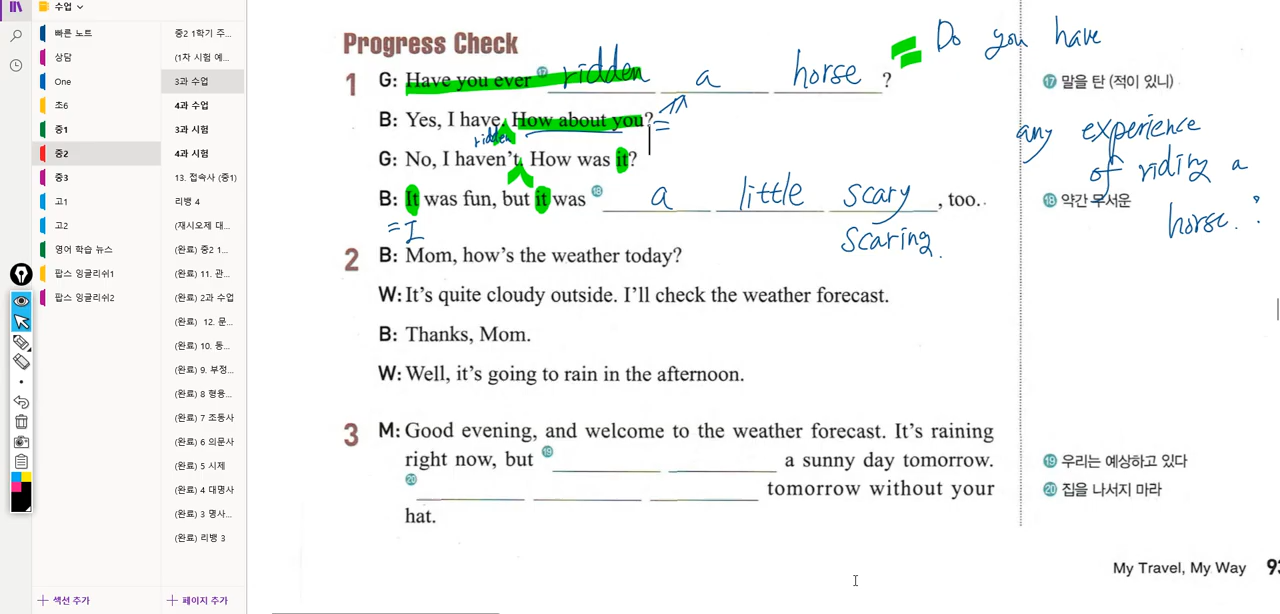 수업
빠른 노트
상담
One
초6
중1
중2
중3
고1
고2
영어 학습 뉴스
팝스 잉글리쉬1
팝스 잉글리쉬2
색션 추가
중2 1학기 주...
(1차 시험 예...
3과 수업
4과 수업
3과 시험
4과 시험
13. 접속사 (중1)
리뱅 4
(재시오제 대...
(완료) 중2 1...
(완료) 11. 관...
(완료) 2과 수업
(완료) 12. 문...
(완료) 10. 동...
(완료) 9. 부정...
(완료) 8 형용...
(완료) 7 조동사
(완료) 6 의문사
(완료) 5 시제
(완료) 4 대명사
(완료) 3 명사...
(완료) 리뱅 3
페이지 추가
Progress Check
1 G: Have you ever ⑰ ridden a horse ?
= Do you have
any experience
of riding a
horse. ?
B: Yes, I have. How about you? =
ridden
G: No, I haven't. How was it?
B: It was fun, but it was ⑱ a little scary , too.
= I
scaring.
2 B: Mom, how's the weather today?
W: It's quite cloudy outside. I'll check the weather forecast.
B: Thanks, Mom.
W: Well, it's going to rain in the afternoon.
3 M: Good evening, and welcome to the weather forecast. It's raining
right now, but ⑲ a sunny day tomorrow.
⑳ tomorrow without your
hat.
⑰ 말을 탄 (적이 있니)
⑱ 약간 무서운
⑲ 우리는 예상하고 있다
⑳ 집을 나서지 마라
My Travel, My Way 93